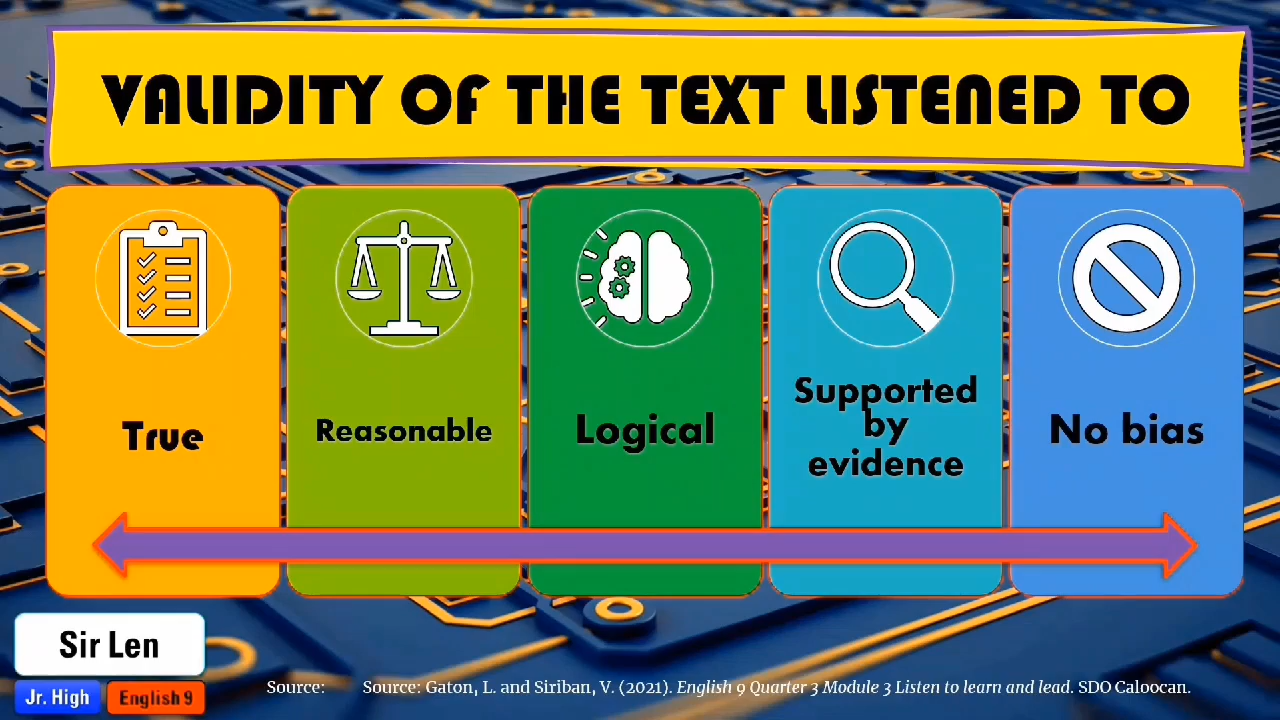 VALIDITY OF THE TEXT LISTENED TO
True
Reasonable
Logical
Supported
by
evidence
No bias
Sir Len
Jr. High
English 9
Source: Source: Gaton, L. and Siriban, V. (2021). English 9 Quarter 3 Module 3 Listen to learn and lead. SDO Caloocan.